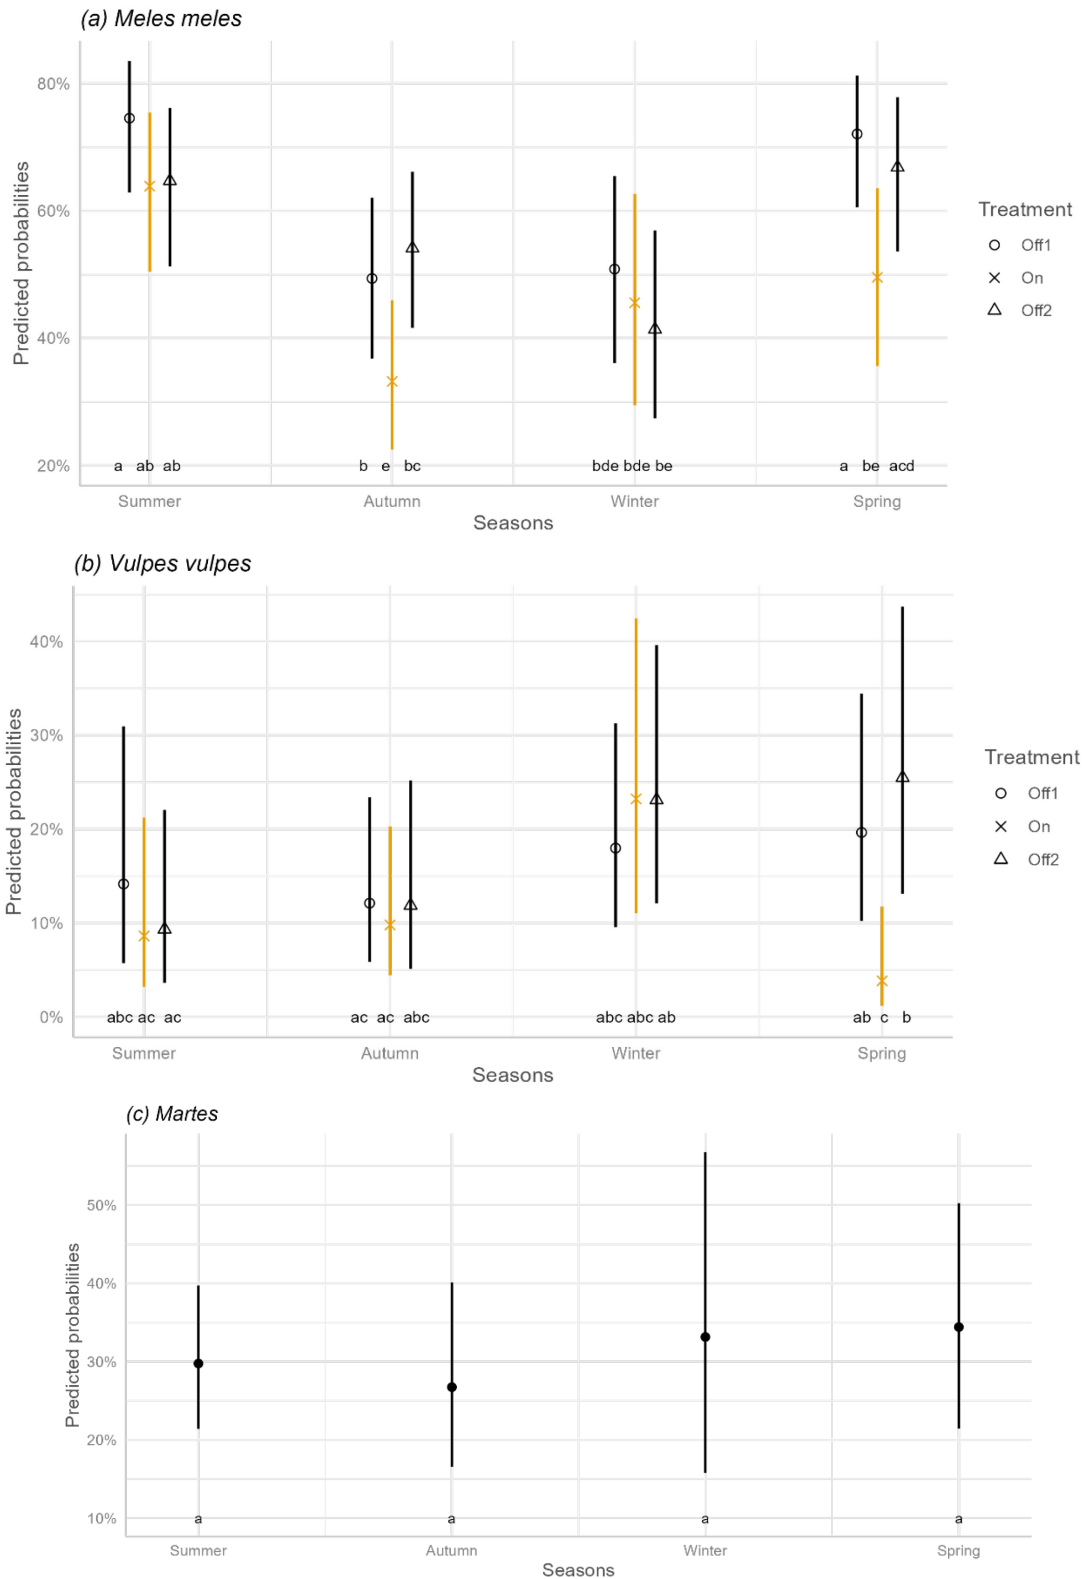 (a) Meles meles
80%
60%
40%
20%
Predicted probabilities
a ab ab b e bc bde bde be a be acd
Summer Autumn Winter Spring
Seasons
Treatment
Off1
On
Off2
(b) Vulpes vulpes
40%
30%
20%
10%
0%
Predicted probabilities
abc ac ac ac ac abc abc abc ab ab c b
Summer Autumn Winter Spring
Seasons
Treatment
Off1
On
Off2
(c) Martes
50%
40%
30%
20%
10%
Predicted probabilities
a a a a
Summer Autumn Winter Spring
Seasons